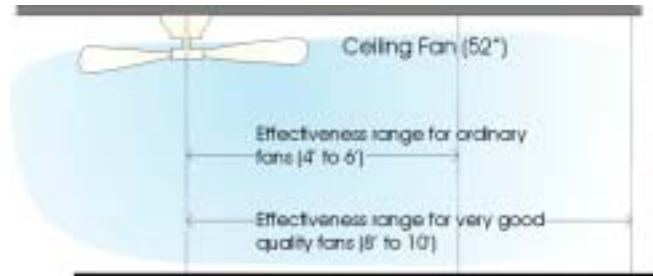 Ceiling Fan (52")
Effectiveness range for ordinary
fans (4' to 6')
Effectiveness range for very good
quality fans (8' to 10')